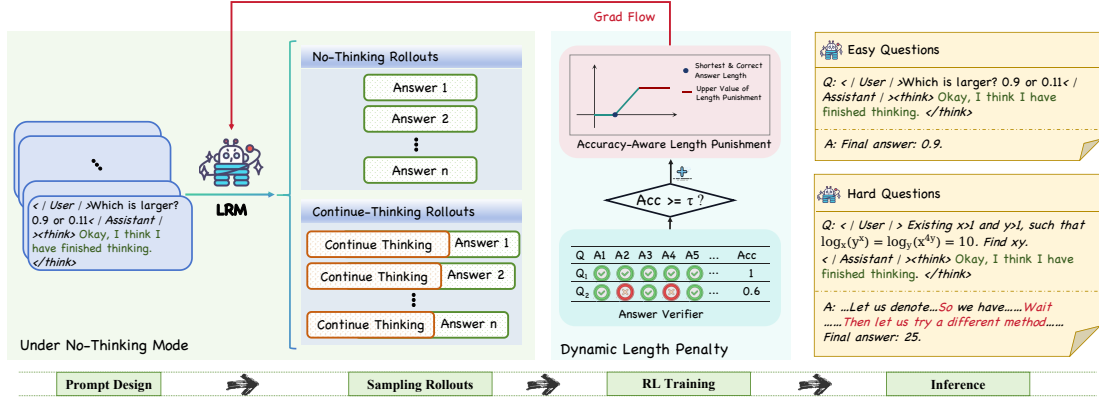 Grad Flow
< / User / >Which is larger?
0.9 or 0.11< / Assistant /
><think> Okay, I think I
have finished thinking.
</think>
LRM
No-Thinking Rollouts
Answer 1
Answer 2
Answer n
Continue-Thinking Rollouts
Continue Thinking Answer 1
Continue Thinking Answer 2
Continue Thinking Answer n
Under No-Thinking Mode
Shortest & Correct
Answer Length
Upper Value of
Length Punishment
Accuracy-Aware Length Punishment
Acc >= τ ?
Q A1 A2 A3 A4 A5 ... Acc
Q₁ ... 1
Q₂ ... 0.6
Answer Verifier
Dynamic Length Penalty
Easy Questions
Q: < / User / >Which is larger? 0.9 or 0.11< /
Assistant / ><think> Okay, I think I have
finished thinking. </think>
A: Final answer: 0.9.
Hard Questions
Q: < / User / > Existing x>1 and y>1, such that
logₓ(yˣ) = logᵧ(x⁴ʸ) = 10. Find xy.
< / Assistant / ><think> Okay, I think I have
finished thinking. </think>
A: ...Let us denote...So we have......Wait
......Then let us try a different method......
Final answer: 25.
Prompt Design
Sampling Rollouts
RL Training
Inference